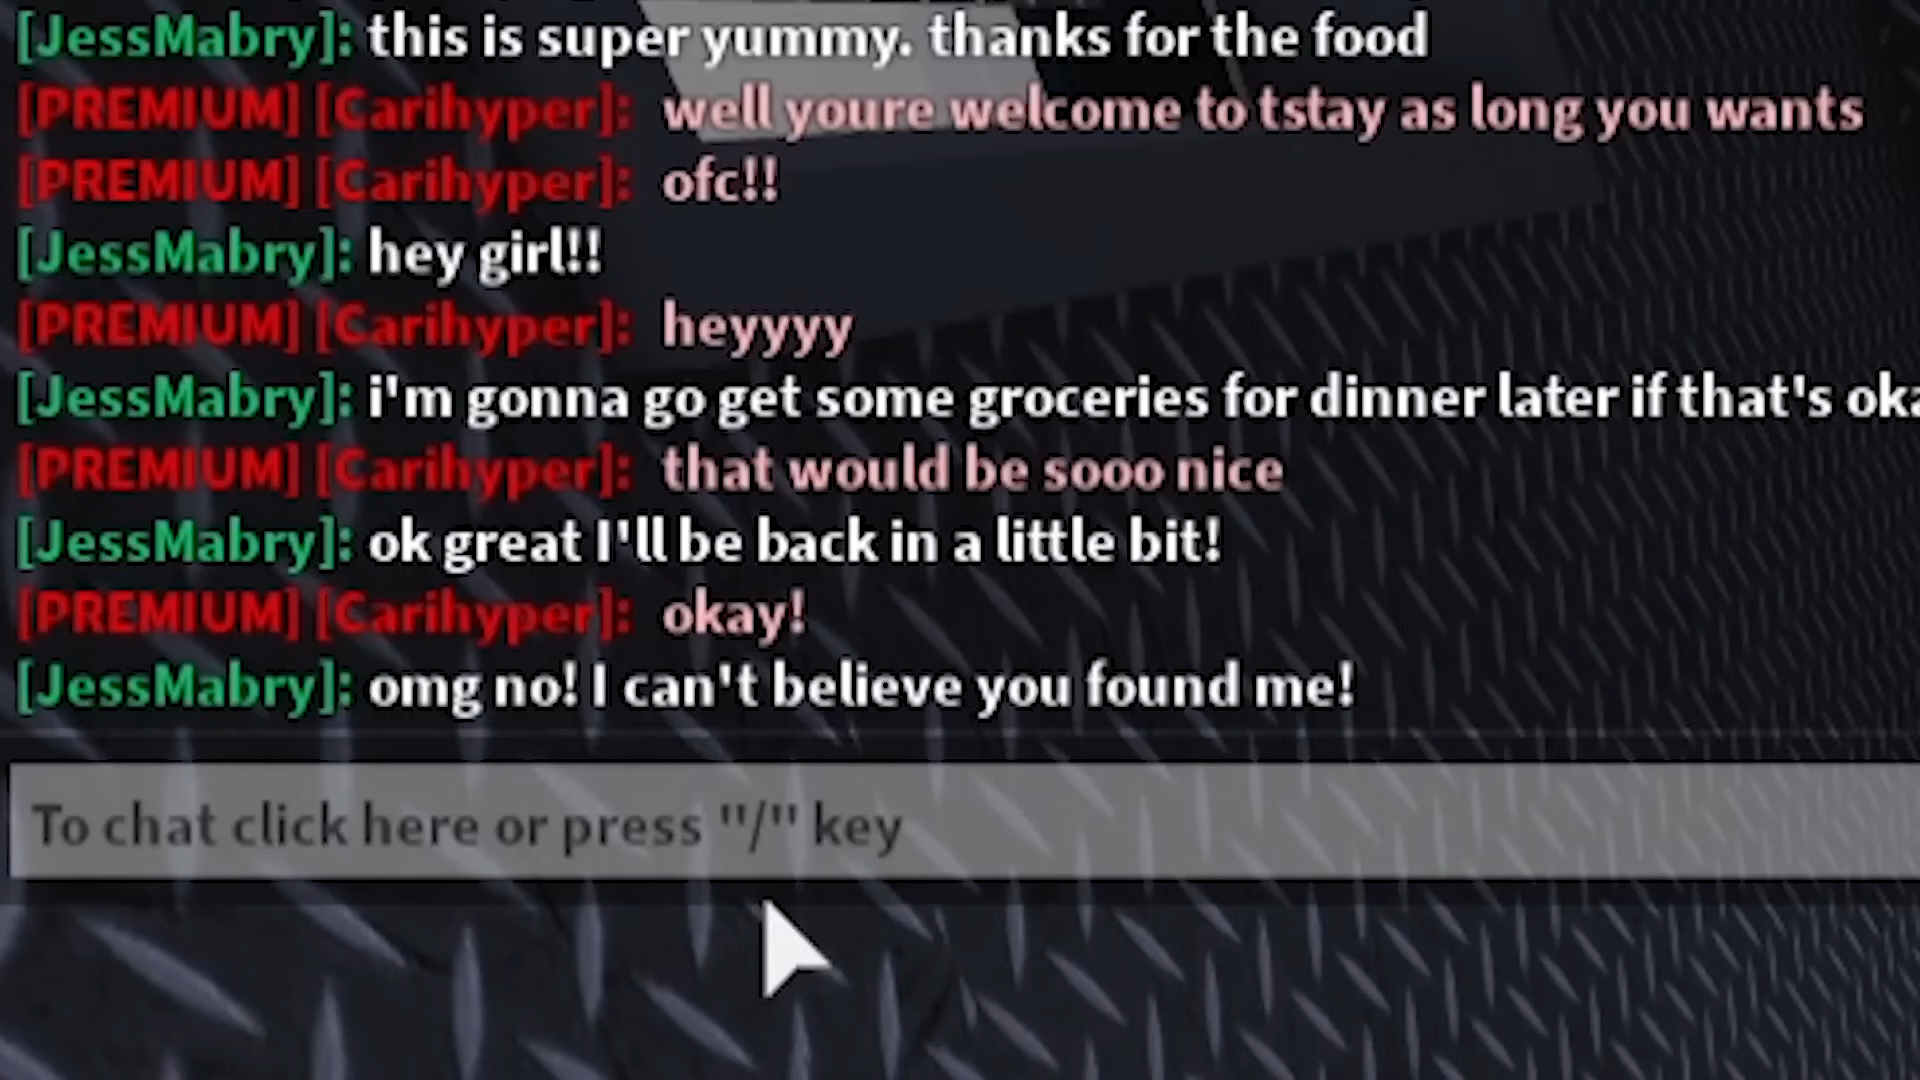 [JessMabry]: this is super yummy. thanks for the food
[PREMIUM] [Carihyper]: well youre welcome to tstay as long you wants
[PREMIUM] [Carihyper]: ofc!!
[JessMabry]: hey girl!!
[PREMIUM] [Carihyper]: heyyyy
[JessMabry]: i'm gonna go get some groceries for dinner later if that's oka
[PREMIUM] [Carihyper]: that would be sooo nice
[JessMabry]: ok great I'll be back in a little bit!
[PREMIUM] [Carihyper]: okay!
[JessMabry]: omg no! I can't believe you found me!
To chat click here or press "/" key